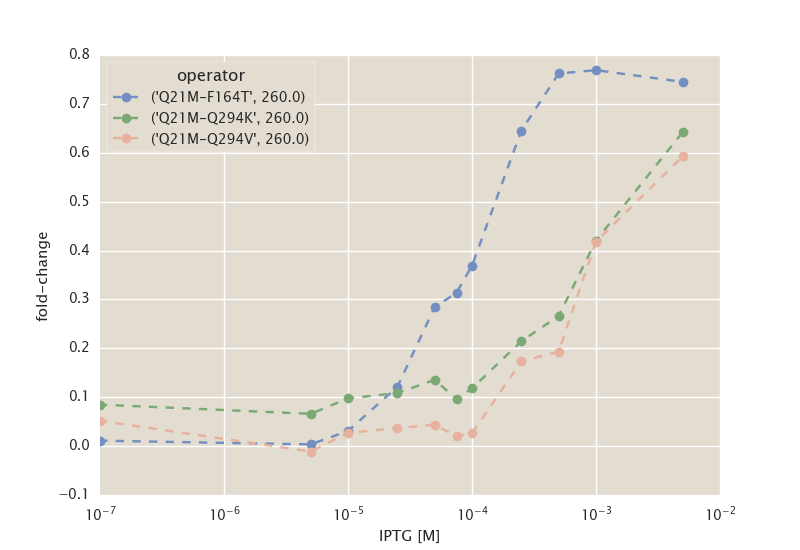 0.8
0.7
0.6
0.5
0.4
0.3
0.2
0.1
0.0
−0.1
fold−change
operator
('Q21M−F164T', 260.0)
('Q21M−Q294K', 260.0)
('Q21M−Q294V', 260.0)
10⁻⁷ 10⁻⁶ 10⁻⁵ 10⁻⁴ 10⁻³ 10⁻²
IPTG [M]